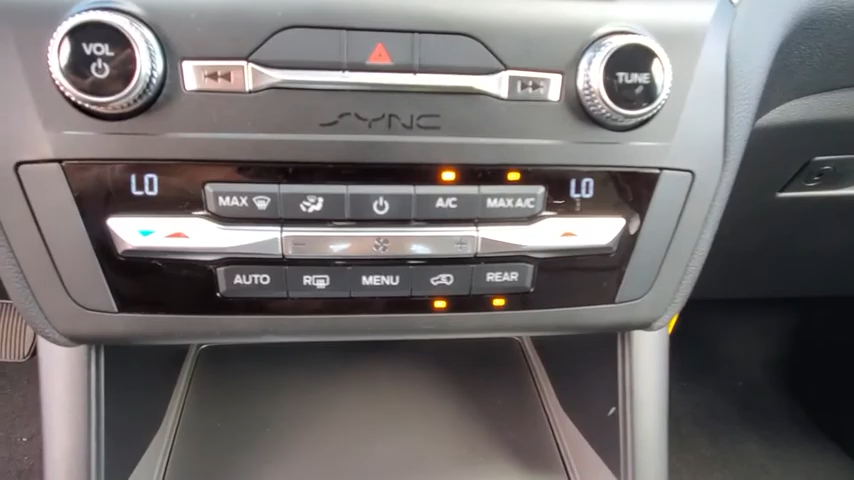 VOL
TUNE
SYNC
LO
MAX
A/C
MAX A/C
LO
AUTO
R
MENU
REAR